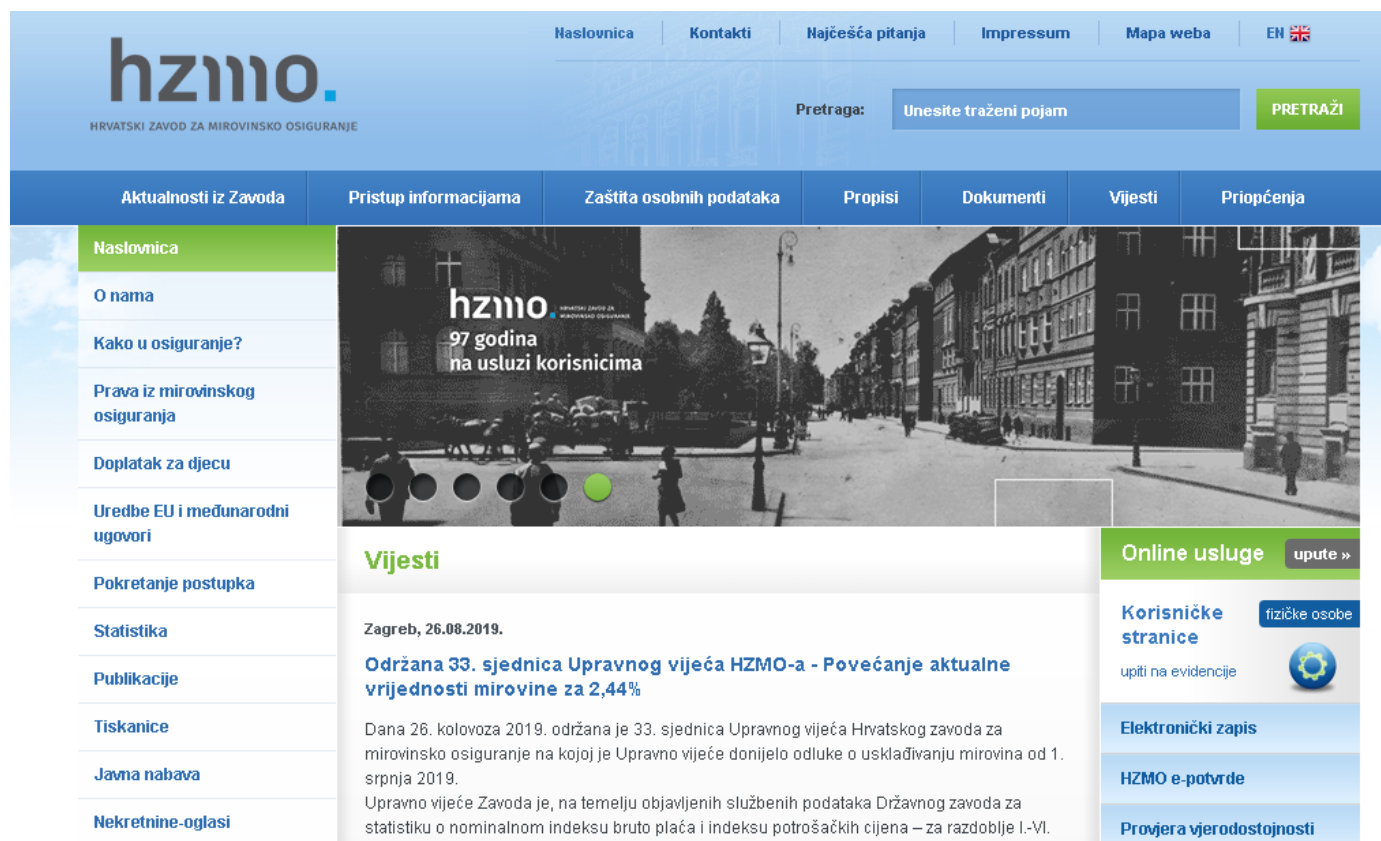 Naslovnica
Kontakti
Najčešća pitanja
Impressum
Mapa weba
EN
hzmo.
HRVATSKI ZAVOD ZA MIROVINSKO OSIGURANJE
Pretraga:
Unesite traženi pojam
PRETRAŽI
Aktualnosti iz Zavoda
Pristup informacijama
Zaštita osobnih podataka
Propisi
Dokumenti
Vijesti
Priopćenja
Naslovnica
O nama
Kako u osiguranje?
Prava iz mirovinskog
osiguranja
Doplatak za djecu
Uredbe EU i međunarodni
ugovori
Pokretanje postupka
Statistika
Publikacije
Tiskanice
Javna nabava
Nekretnine-oglasi
hzmo.
HRVATSKI ZAVOD ZA
MIROVINSKO OSIGURANJE
97 godina
na usluzi korisnicima
Vijesti
Zagreb, 26.08.2019.
Održana 33. sjednica Upravnog vijeća HZMO-a - Povećanje aktualne
vrijednosti mirovine za 2,44%
Dana 26. kolovoza 2019. održana je 33. sjednica Upravnog vijeća Hrvatskog zavoda za
mirovinsko osiguranje na kojoj je Upravno vijeće donijelo odluke o usklađivanju mirovina od 1.
srpnja 2019.
Upravno vijeće Zavoda je, na temelju objavljenih službenih podataka Državnog zavoda za
statistiku o nominalnom indeksu bruto plaća i indeksu potrošačkih cijena – za razdoblje I.-VI.
Online usluge
upute »
Korisničke
stranice
fizičke osobe
upiti na evidencije
Elektronički zapis
HZMO e-potvrde
Provjera vjerodostojnosti